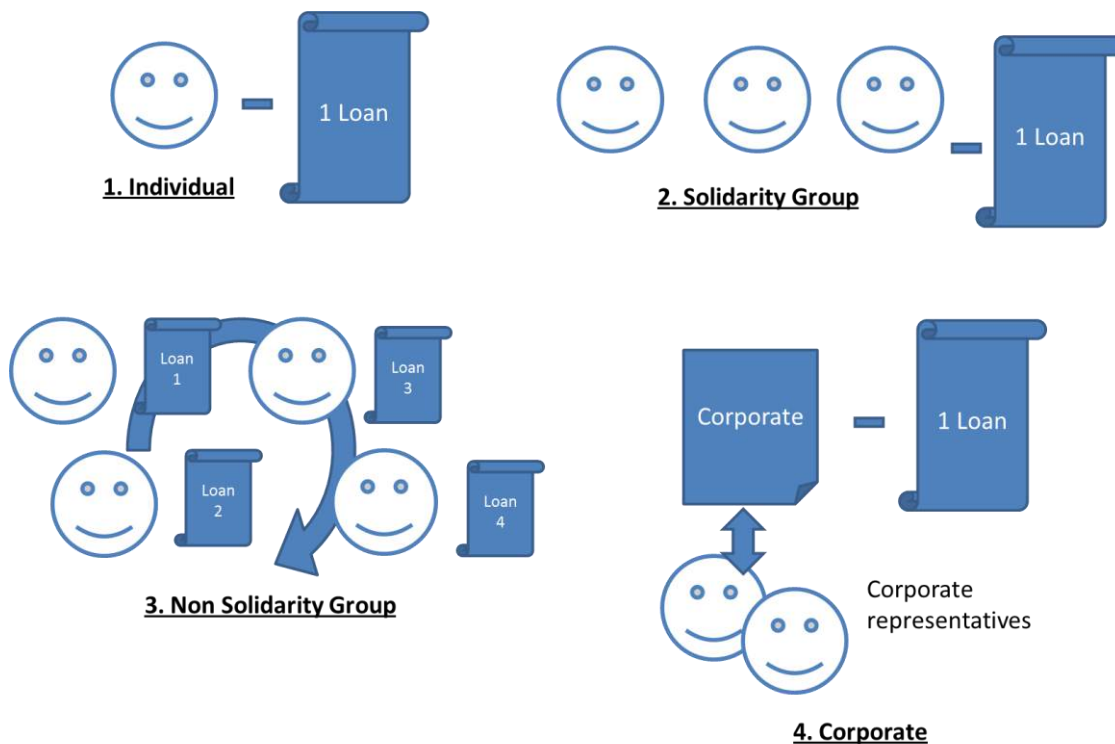 1 Loan
1. Individual
1 Loan
2. Solidarity Group
Loan
1
Loan
3
Loan
2
Loan
4
3. Non Solidarity Group
Corporate
1 Loan
Corporate
representatives
4. Corporate